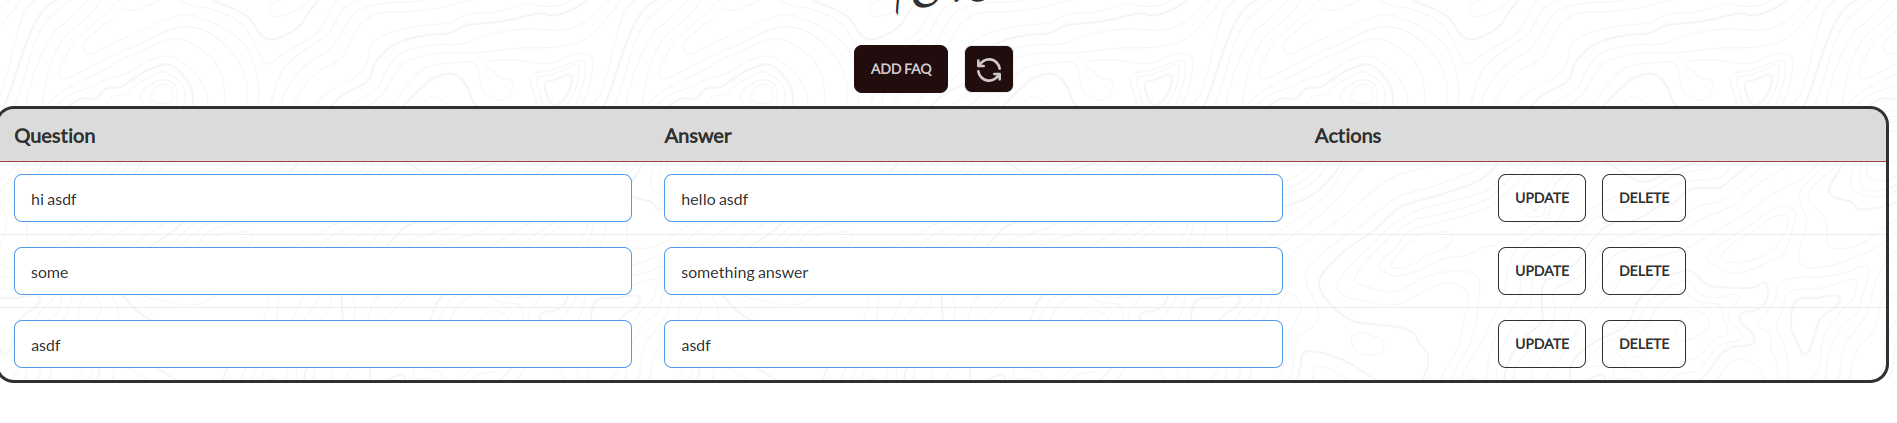 ADD FAQ
Question Answer Actions
hi asdf hello asdf UPDATE DELETE
some something answer UPDATE DELETE
asdf asdf UPDATE DELETE